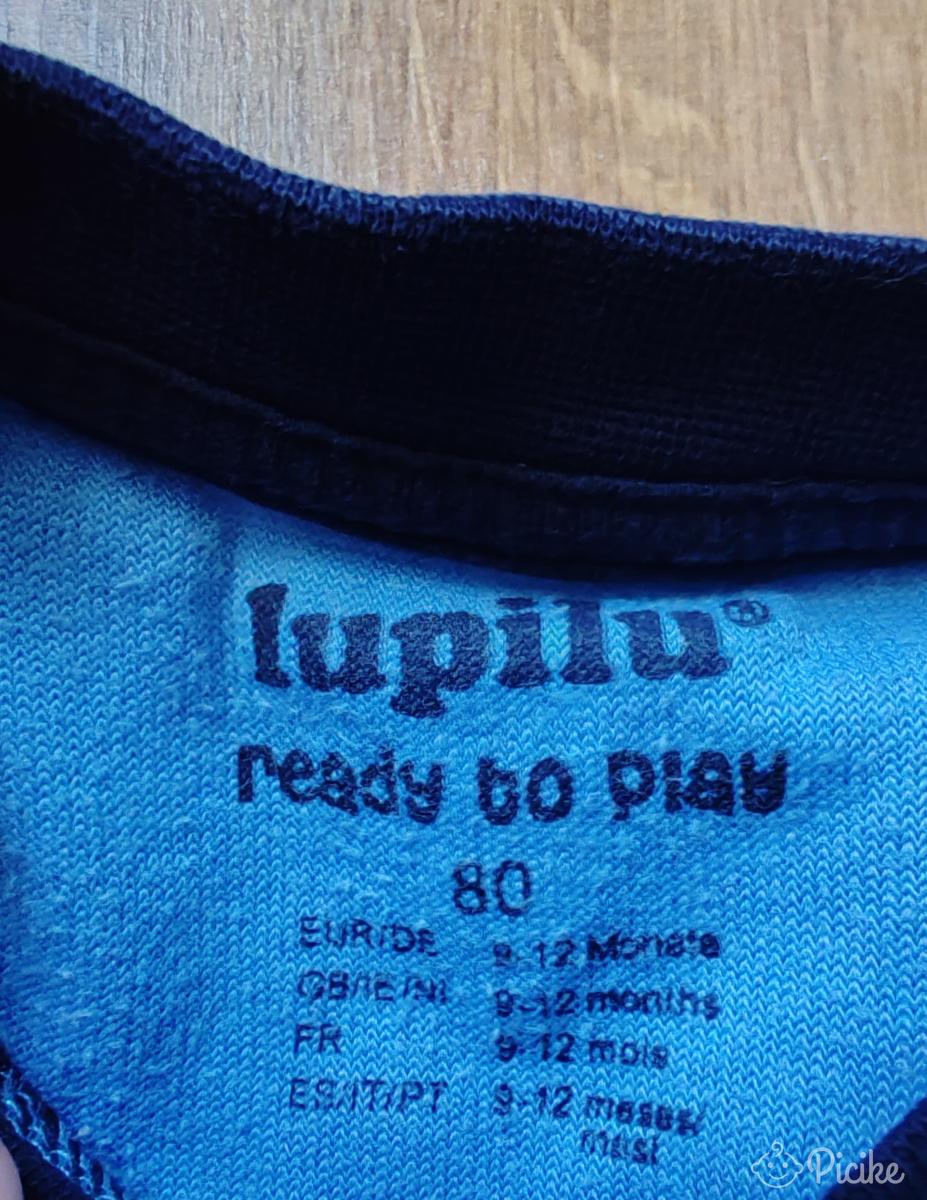 lupilu®
ready to play
80
EUR/DE 9-12 Monate
GB/IE/NI 9-12 months
FR 9-12 mois
ES/IT/PT 9-12 meses/
mesi
Picike